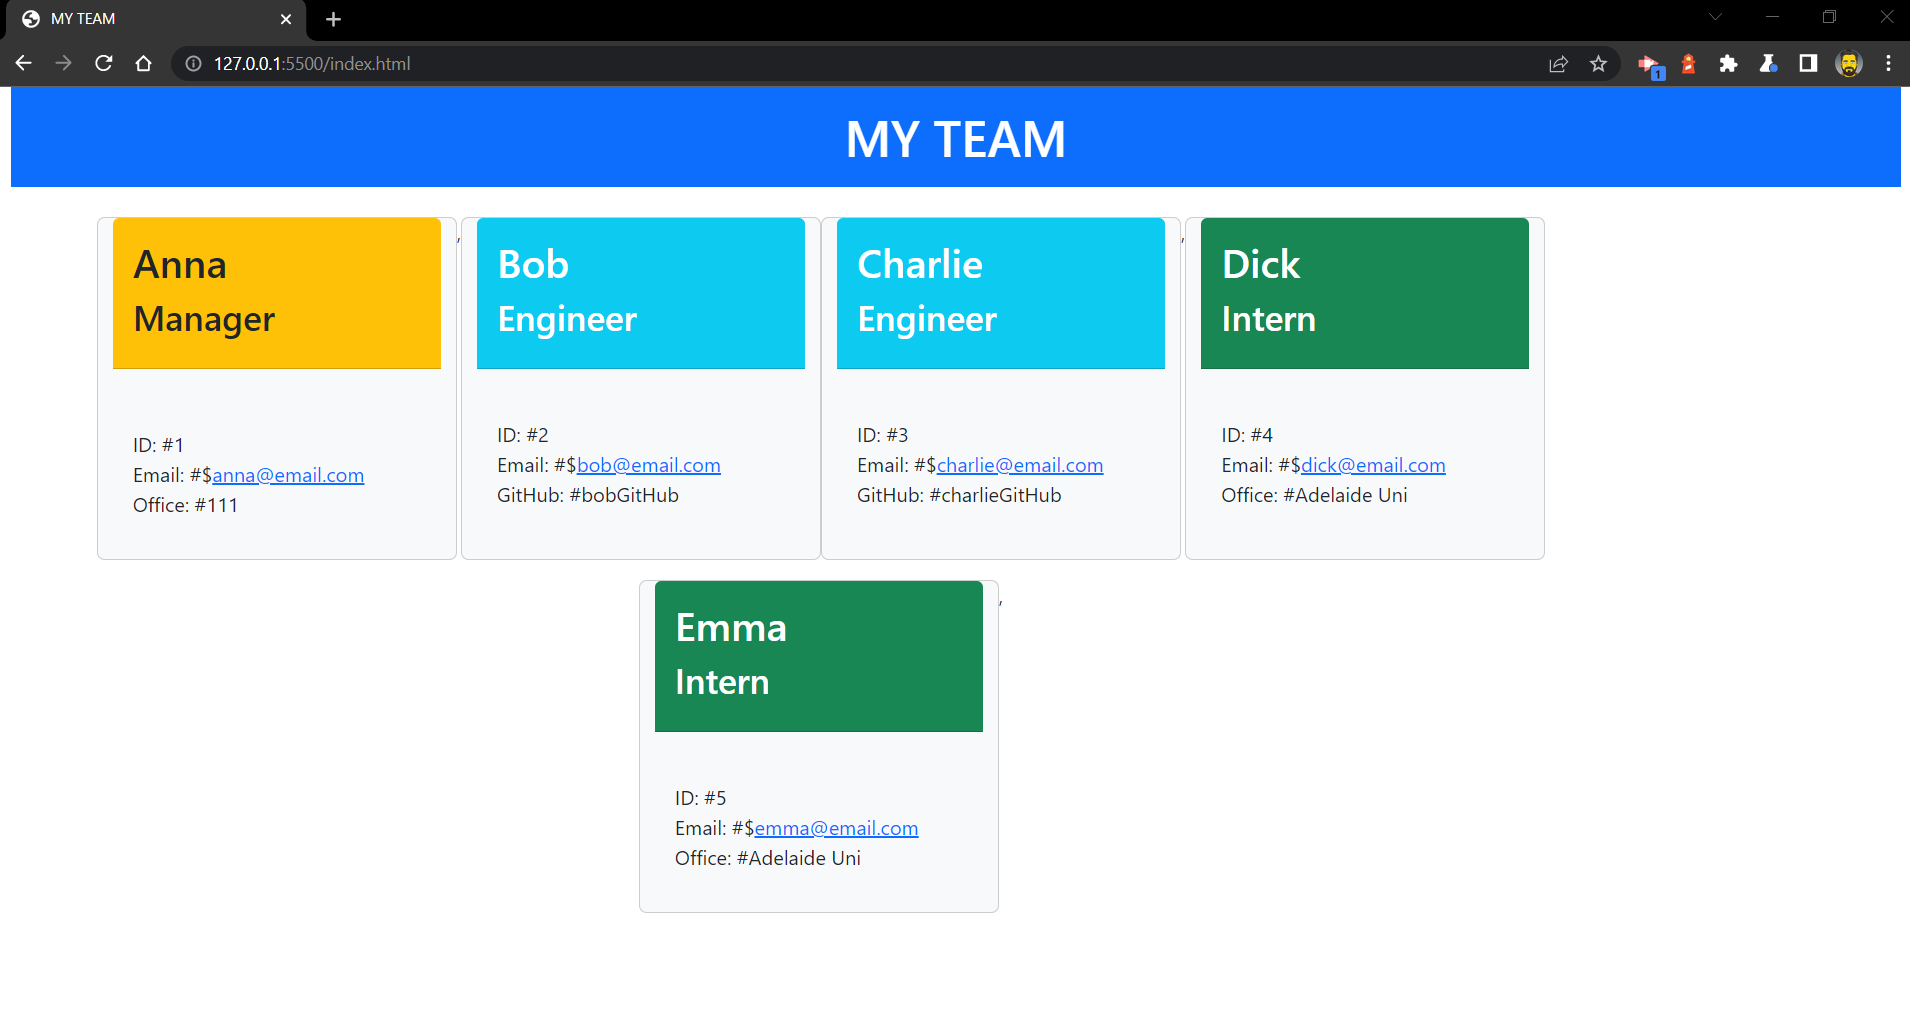 MY TEAM
127.0.0.1:5500/index.html
1
MY TEAM
Anna
Manager
ID: #1
Email: #$anna@email.com
Office: #111
,
Bob
Engineer
ID: #2
Email: #$bob@email.com
GitHub: #bobGitHub
Charlie
Engineer
ID: #3
Email: #$charlie@email.com
GitHub: #charlieGitHub
,
Dick
Intern
ID: #4
Email: #$dick@email.com
Office: #Adelaide Uni
Emma
Intern
ID: #5
Email: #$emma@email.com
Office: #Adelaide Uni
,